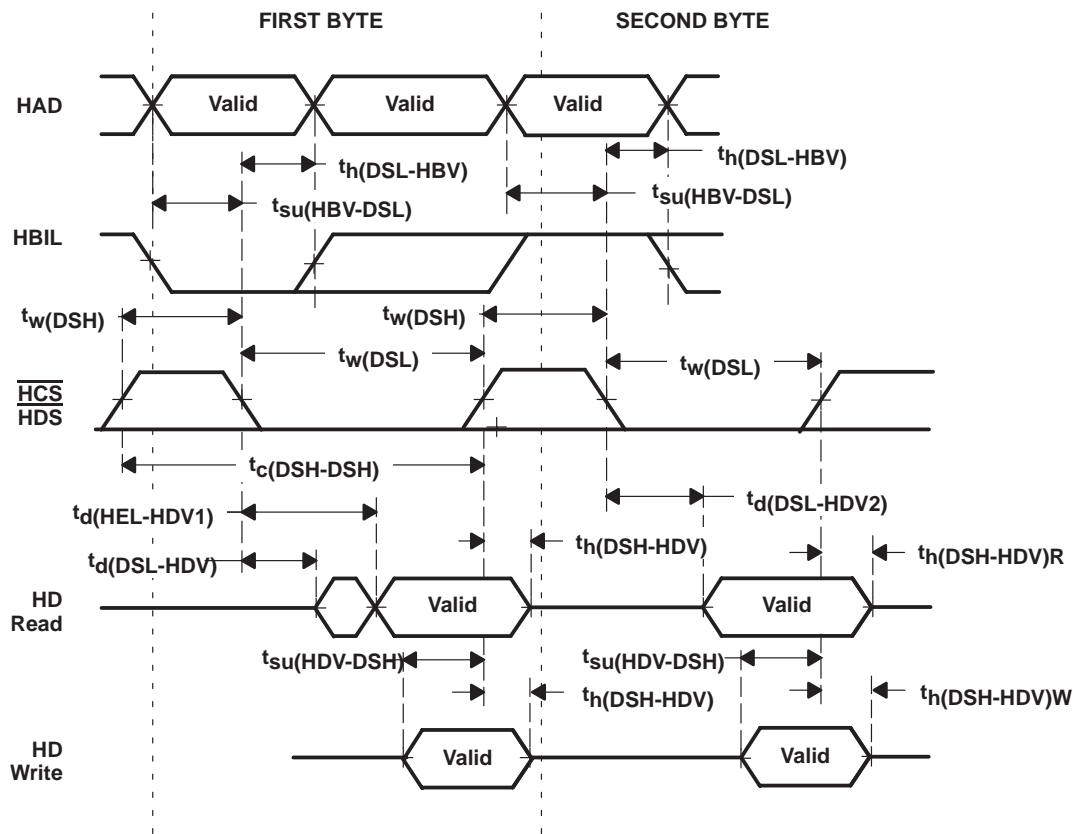 FIRST BYTE SECOND BYTE
HAD Valid Valid Valid
th(DSL-HBV) th(DSL-HBV)
tsu(HBV-DSL) tsu(HBV-DSL)
HBIL
tw(DSH) tw(DSH)
tw(DSL) tw(DSL)
HCS
HDS
tc(DSH-DSH)
td(HEL-HDV1) td(DSL-HDV2)
td(DSL-HDV) th(DSH-HDV) th(DSH-HDV)R
HD
Read Valid Valid
tsu(HDV-DSH) tsu(HDV-DSH)
th(DSH-HDV) th(DSH-HDV)W
HD
Write Valid Valid